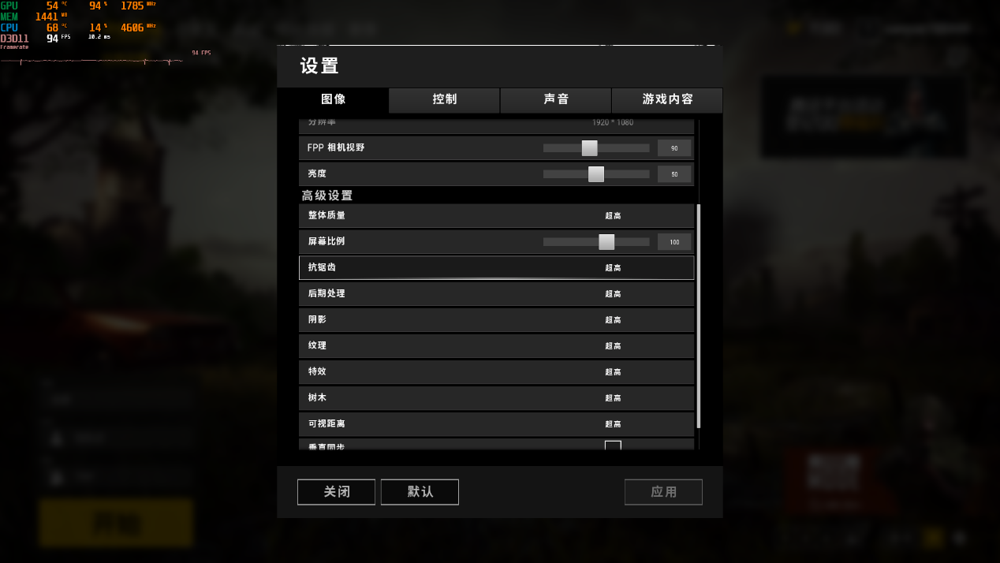 GPU 54 °C 94 % 1785 MHz
MEM 1441 MB
CPU 68 °C 14 % 4606 MHz
D3D11 94 FPS 10.2 ms
Framerate
94 FPS
设置
图像 控制 声音 游戏内容
分辨率 1920 * 1080
FPP 相机视野 90
亮度 50
高级设置
整体质量 超高
屏幕比例 100
抗锯齿 超高
后期处理 超高
阴影 超高
纹理 超高
特效 超高
树木 超高
可视距离 超高
垂直同步
关闭 默认 应用
开始